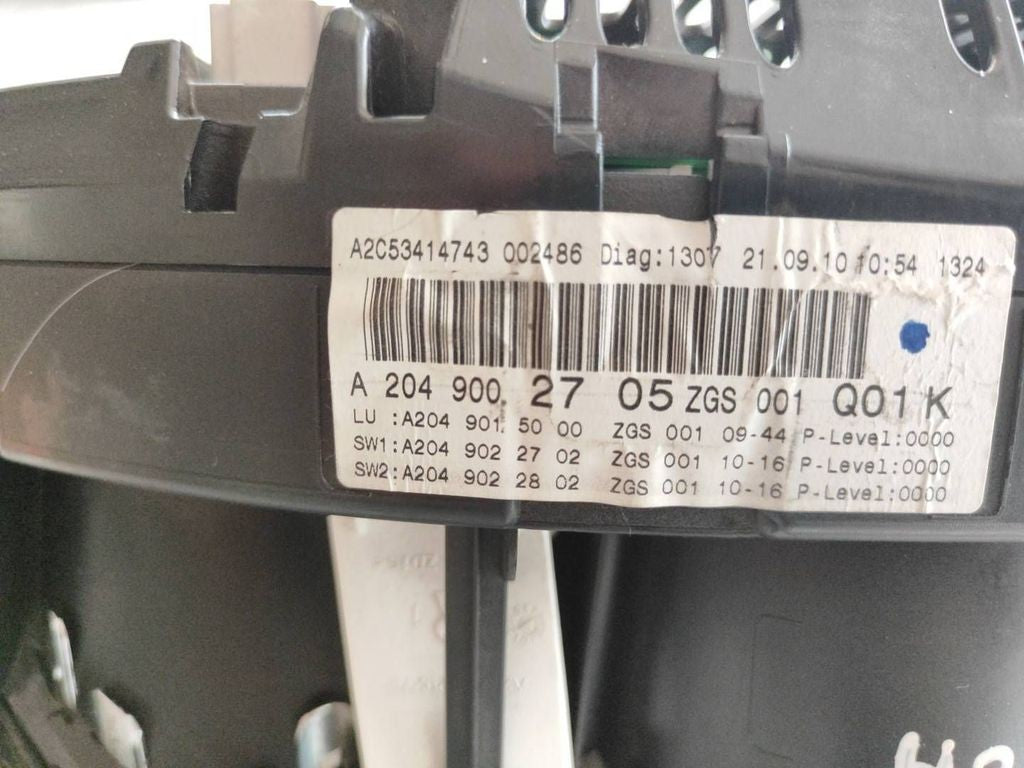 A2C53414743 002486 Diag:1307 21.09.10 10:54 1324
A 204 900 27 05 ZGS 001 Q01 K
LU :A204 901 50 00 ZGS 001 09-44 P-Level:0000
SW1:A204 902 27 02 ZGS 001 10-16 P-Level:0000
SW2:A204 902 28 02 ZGS 001 10-16 P-Level:0000